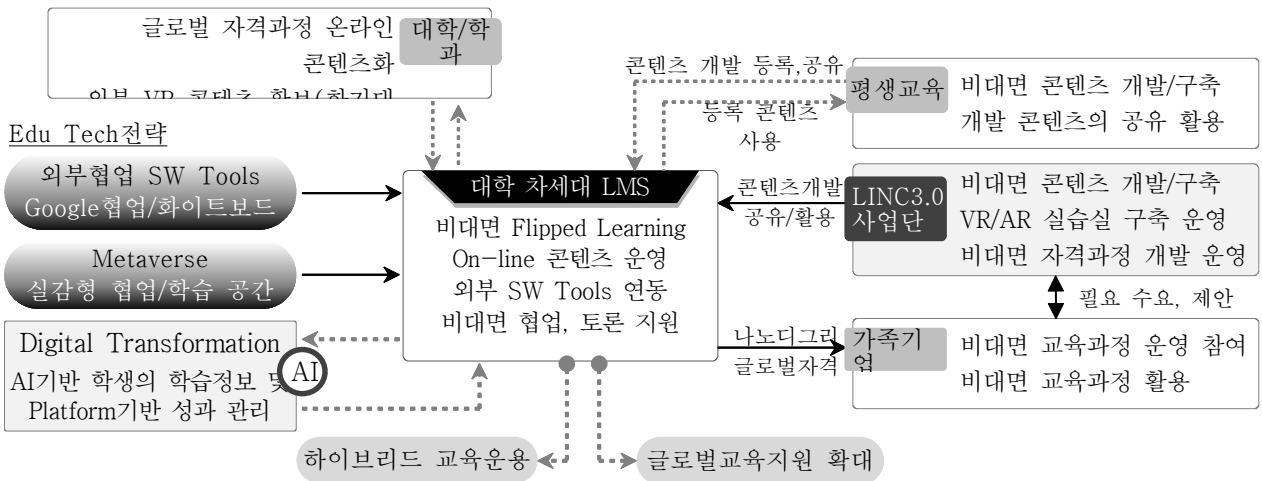 글로벌 자격과정 온라인
콘텐츠화
외부 VR 콘텐츠 확보(학기대
대학/학
과
콘텐츠 개발 등록,공유
등록 콘텐츠
사용
평생교육
비대면 콘텐츠 개발/구축
개발 콘텐츠의 공유 활용
Edu Tech전략
외부협업 SW Tools
Google협업/화이트보드
Metaverse
실감형 협업/학습 공간
Digital Transformation
AI기반 학생의 학습정보 및
Platform기반 성과 관리
AI
대학 차세대 LMS
비대면 Flipped Learning
On-line 콘텐츠 운영
외부 SW Tools 연동
비대면 협업, 토론 지원
콘텐츠개발
공유/활용
LINC3.0
사업단
비대면 콘텐츠 개발/구축
VR/AR 실습실 구축 운영
비대면 자격과정 개발 운영
필요 수요, 제안
나노디그리
글로벌자격
가족기
업
비대면 교육과정 운영 참여
비대면 교육과정 활용
하이브리드 교육운용
글로벌교육지원 확대